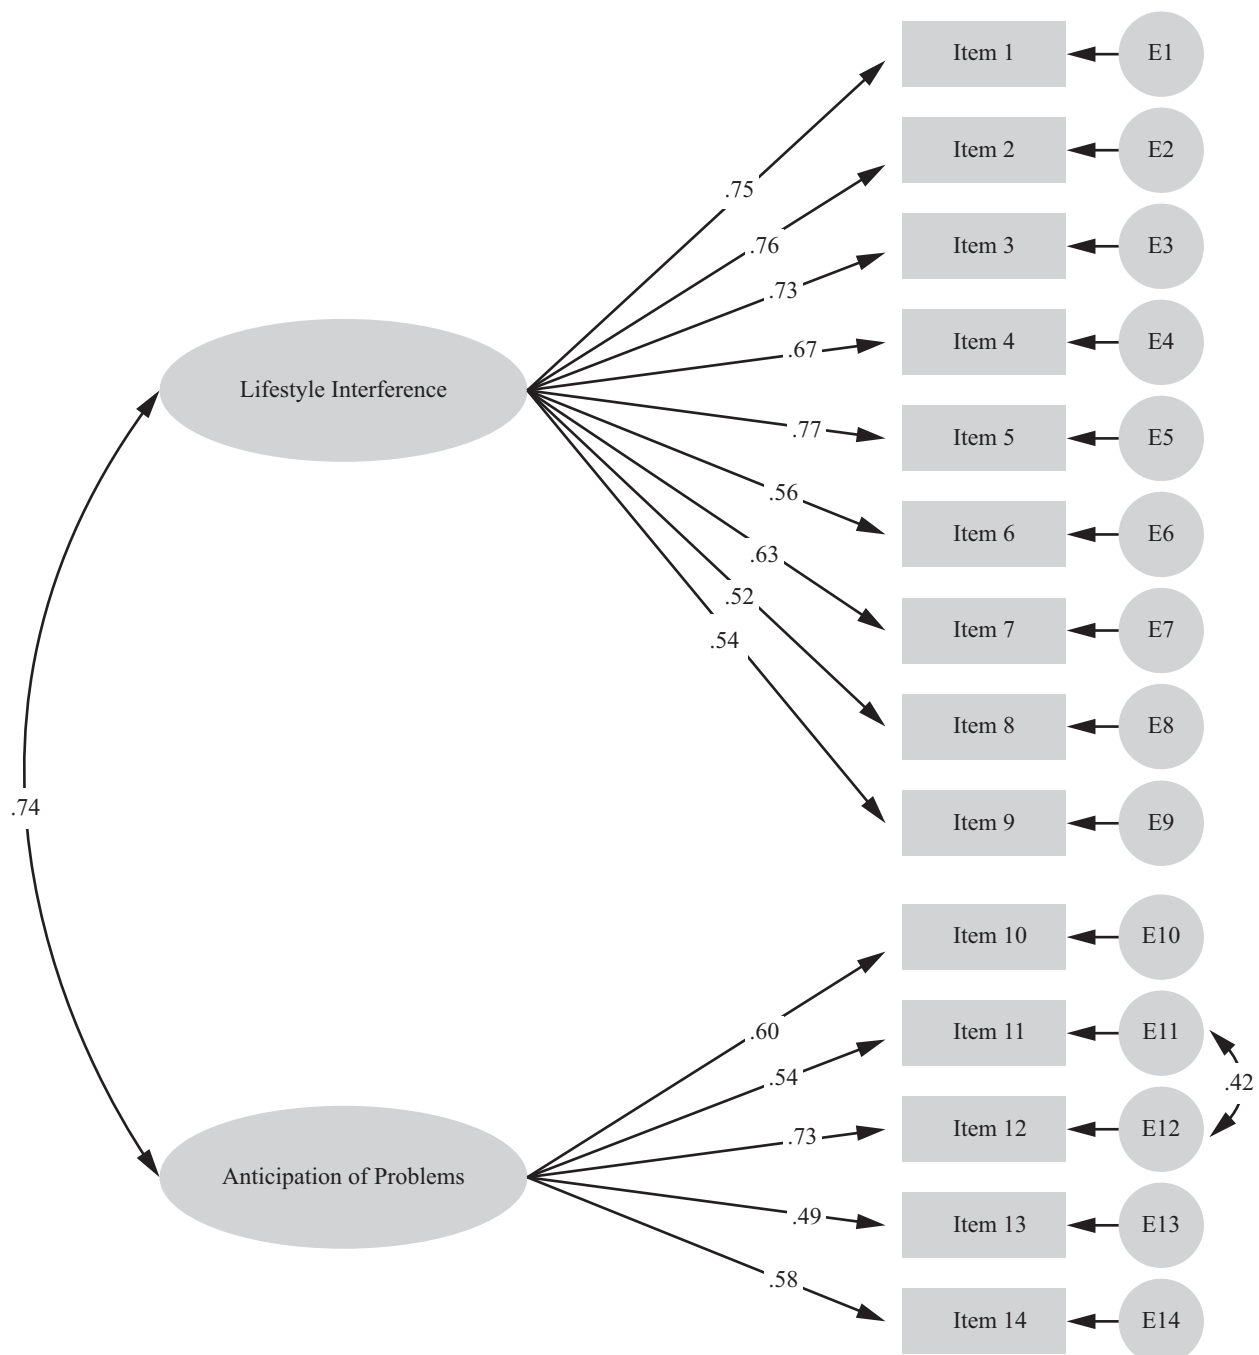 Item 1
E1
Item 2
E2
.75
Item 3
E3
.76
.73
Item 4
E4
.67
Lifestyle Interference
Item 5
E5
.77
Item 6
E6
.56
.63
Item 7
E7
.52
.54
Item 8
E8
.74
Item 9
E9
Item 10
E10
.60
Item 11
E11
.54
.42
.73
Item 12
E12
Anticipation of Problems
.49
Item 13
E13
.58
Item 14
E14